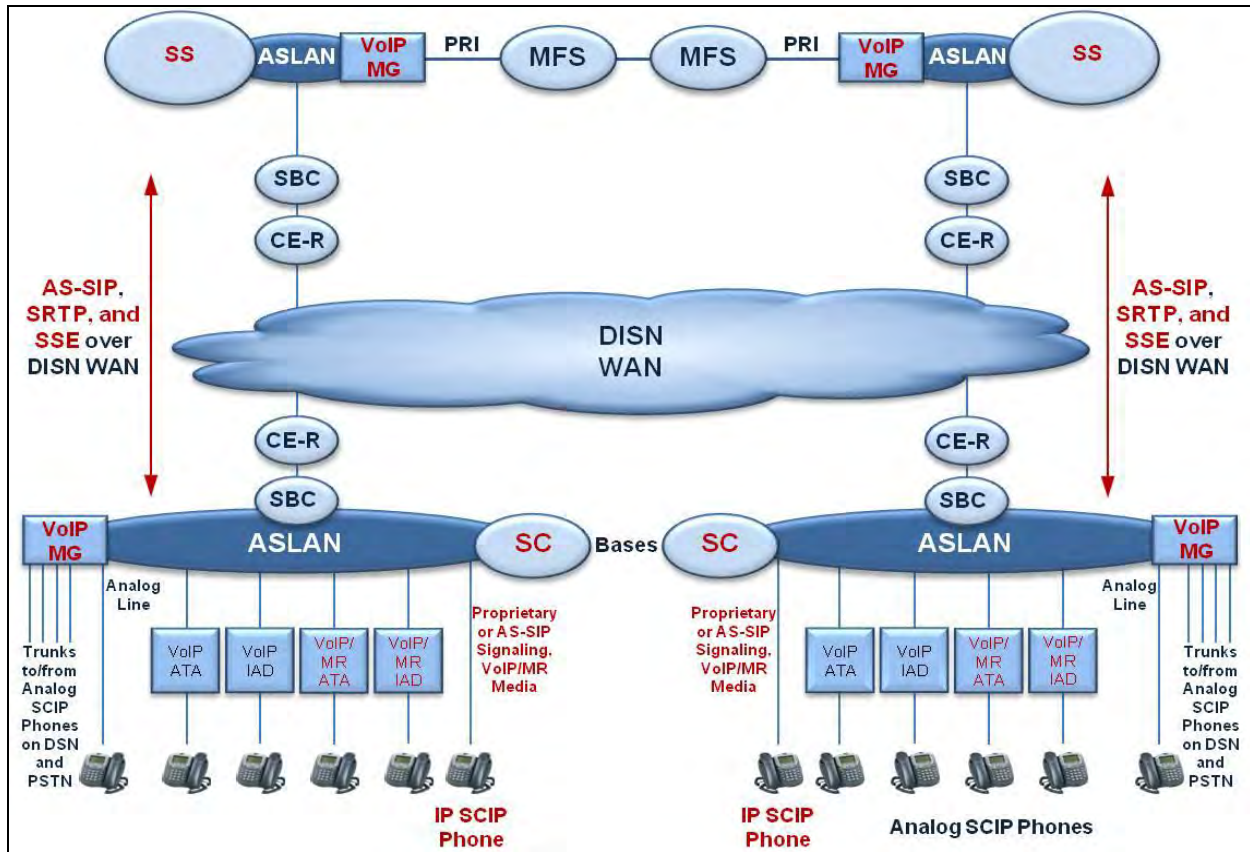 SS
ASLAN
VoIP
MG
PRI
MFS
MFS
PRI
VoIP
MG
ASLAN
SS
SBC
SBC
CE-R
CE-R
AS-SIP,
SRTP, and
SSE over
DISN WAN
DISN
WAN
AS-SIP,
SRTP, and
SSE over
DISN WAN
CE-R
CE-R
SBC
SBC
VoIP
MG
ASLAN
SC
Bases
SC
ASLAN
VoIP
MG
Analog
Line
Trunks
to/from
Analog
SCIP
Phones
on DSN
and
PSTN
VoIP
ATA
VoIP
IAD
VoIP/
MR
ATA
VoIP/
MR
IAD
Proprietary
or AS-SIP
Signaling,
VoIP/MR
Media
Proprietary
or AS-SIP
Signaling,
VoIP/MR
Media
VoIP
ATA
VoIP
IAD
VoIP/
MR
ATA
VoIP/
MR
IAD
Analog
Line
Trunks
to/from
Analog
SCIP
Phones
on DSN
and
PSTN
IP SCIP
Phone
IP SCIP
Phone
Analog SCIP Phones